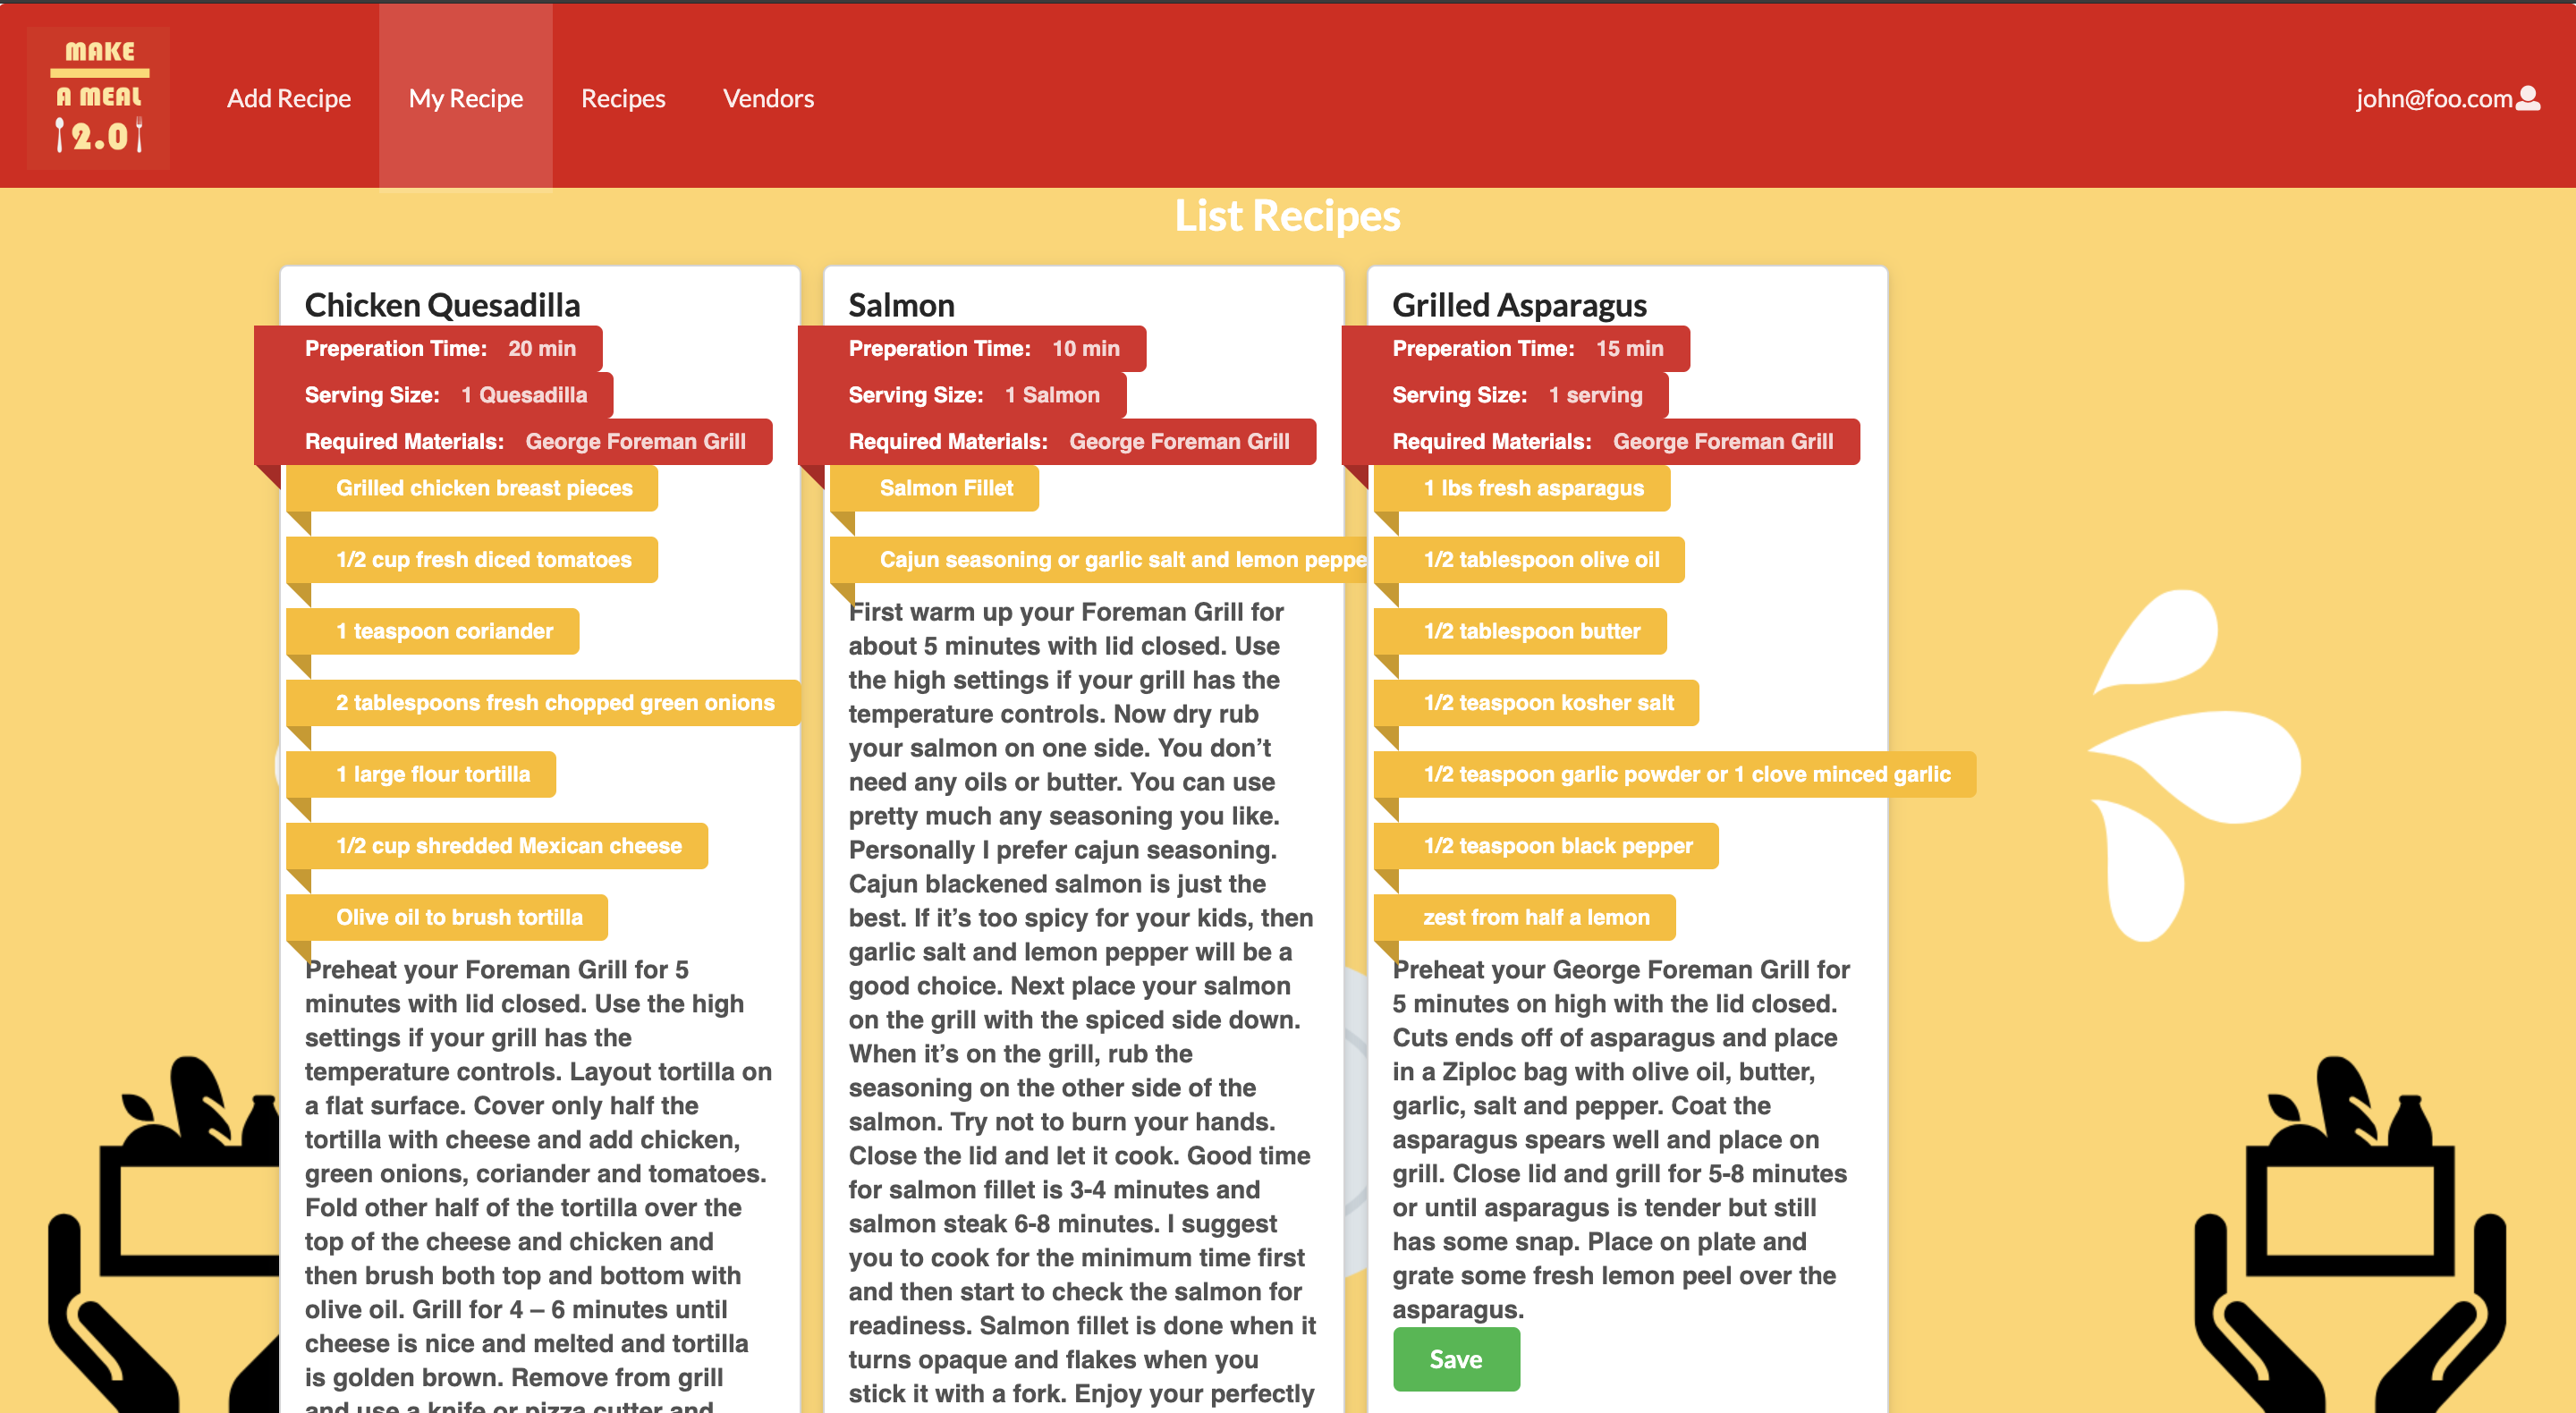 MAKE
A MEAL
2.0
Add Recipe
My Recipe
Recipes
Vendors
john@foo.com
List Recipes
Chicken Quesadilla
Preperation Time: 20 min
Serving Size: 1 Quesadilla
Required Materials: George Foreman Grill
Grilled chicken breast pieces
1/2 cup fresh diced tomatoes
1 teaspoon coriander
2 tablespoons fresh chopped green onions
1 large flour tortilla
1/2 cup shredded Mexican cheese
Olive oil to brush tortilla
Preheat your Foreman Grill for 5
minutes with lid closed. Use the high
settings if your grill has the
temperature controls. Layout tortilla on
a flat surface. Cover only half the
tortilla with cheese and add chicken,
green onions, coriander and tomatoes.
Fold other half of the tortilla over the
top of the cheese and chicken and
then brush both top and bottom with
olive oil. Grill for 4 – 6 minutes until
cheese is nice and melted and tortilla
is golden brown. Remove from grill
and use a knife or pizza cutter and
Salmon
Preperation Time: 10 min
Serving Size: 1 Salmon
Required Materials: George Foreman Grill
Salmon Fillet
Cajun seasoning or garlic salt and lemon peppe
First warm up your Foreman Grill for
about 5 minutes with lid closed. Use
the high settings if your grill has the
temperature controls. Now dry rub
your salmon on one side. You don’t
need any oils or butter. You can use
pretty much any seasoning you like.
Personally I prefer cajun seasoning.
Cajun blackened salmon is just the
best. If it’s too spicy for your kids, then
garlic salt and lemon pepper will be a
good choice. Next place your salmon
on the grill with the spiced side down.
When it’s on the grill, rub the
seasoning on the other side of the
salmon. Try not to burn your hands.
Close the lid and let it cook. Good time
for salmon fillet is 3-4 minutes and
salmon steak 6-8 minutes. I suggest
you to cook for the minimum time first
and then start to check the salmon for
readiness. Salmon fillet is done when it
turns opaque and flakes when you
stick it with a fork. Enjoy your perfectly
Grilled Asparagus
Preperation Time: 15 min
Serving Size: 1 serving
Required Materials: George Foreman Grill
1 lbs fresh asparagus
1/2 tablespoon olive oil
1/2 tablespoon butter
1/2 teaspoon kosher salt
1/2 teaspoon garlic powder or 1 clove minced garlic
1/2 teaspoon black pepper
zest from half a lemon
Preheat your George Foreman Grill for
5 minutes on high with the lid closed.
Cuts ends off of asparagus and place
in a Ziploc bag with olive oil, butter,
garlic, salt and pepper. Coat the
asparagus spears well and place on
grill. Close lid and grill for 5-8 minutes
or until asparagus is tender but still
has some snap. Place on plate and
grate some fresh lemon peel over the
asparagus.
Save